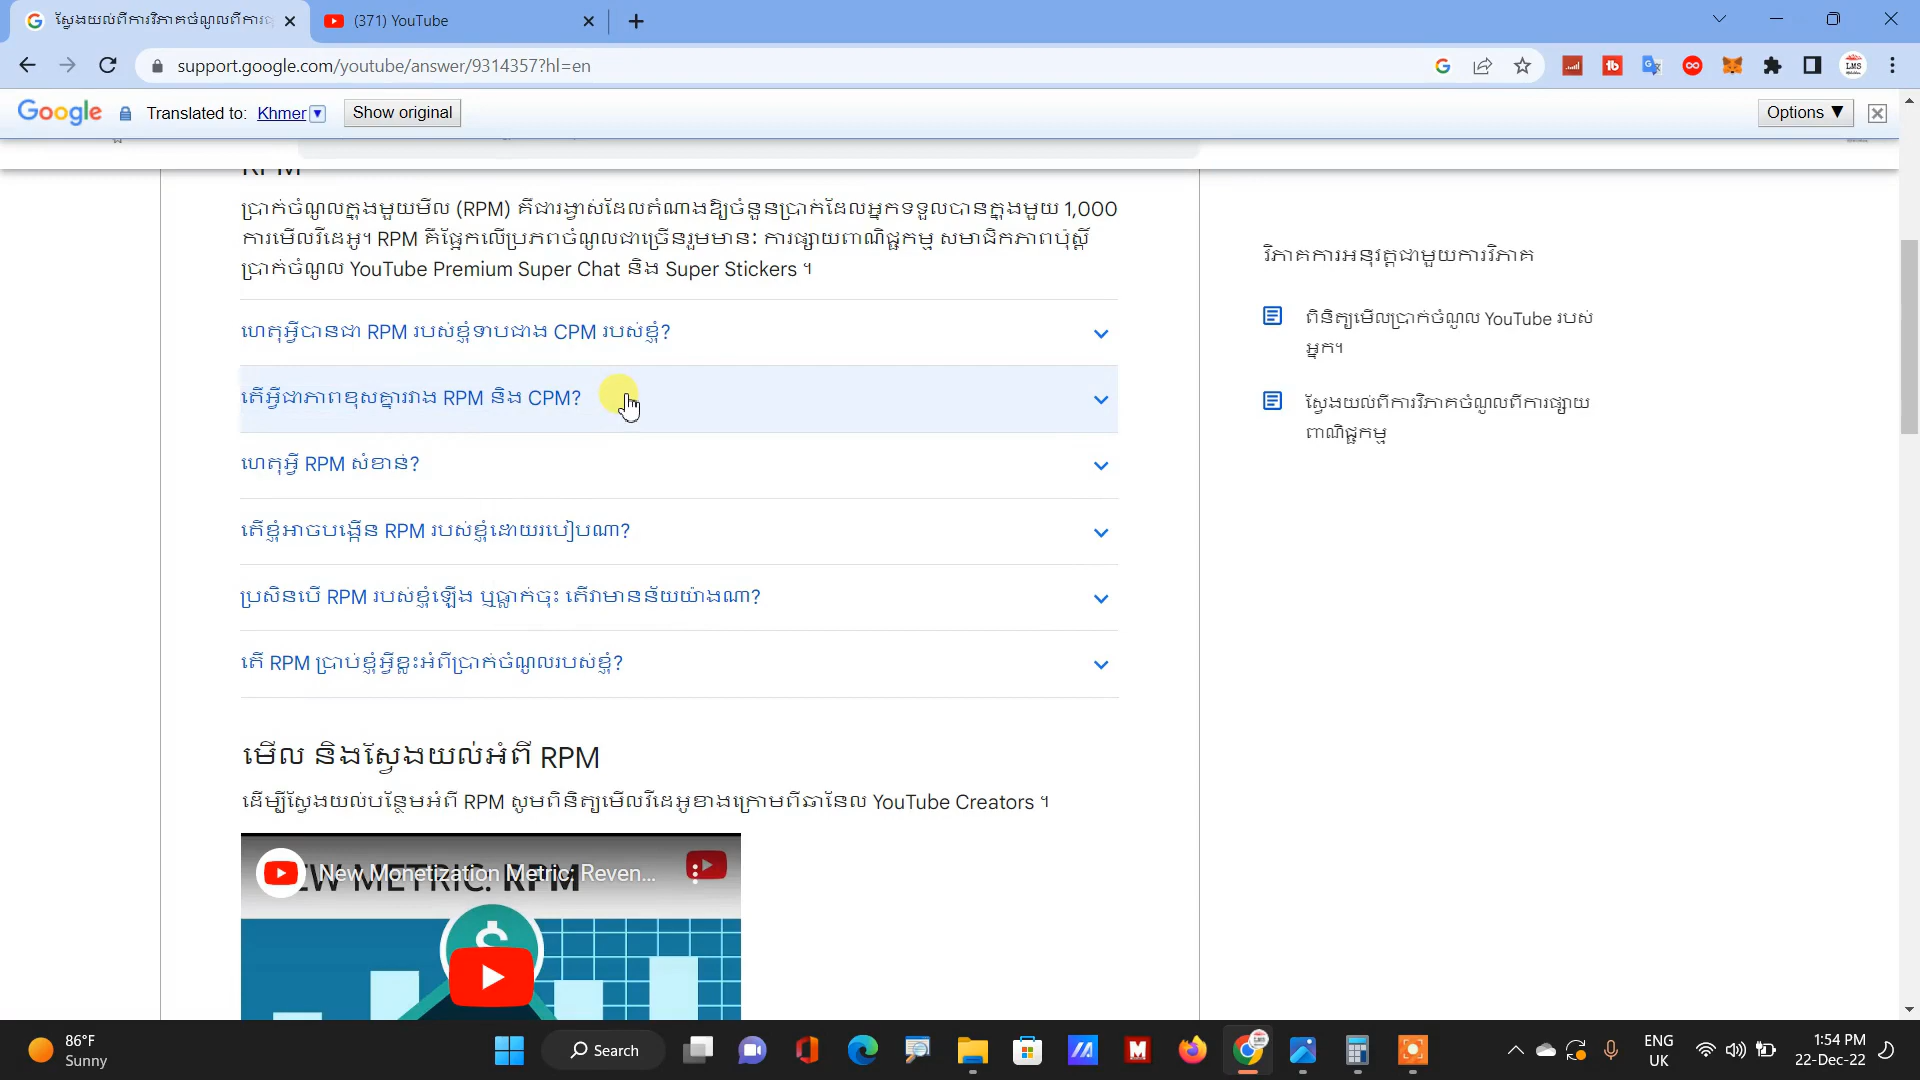 ស្វែងយល់ពីការវិភាគចំណូលពីការផ្ស
(371) YouTube
support.google.com/youtube/answer/9314357?hl=en
Google Translated to: Khmer Show original Options ▼
ប្រាក់ចំណូលក្នុងមួយមីល (RPM) គឺជារង្វាស់ដែលតំណាងឱ្យចំនួនប្រាក់ដែលអ្នកទទួលបានក្នុងមួយ 1,000
ការមើលវីដេអូ។ RPM គឺផ្អែកលើប្រភពចំណូលជាច្រើនរួមមាន: ការផ្សាយពាណិជ្ជកម្ម សមាជិកភាពប៉ុស្តិ៍
ប្រាក់ចំណូល YouTube Premium Super Chat និង Super Stickers ។
ហេតុអ្វីបានជា RPM របស់ខ្ញុំទាបជាង CPM របស់ខ្ញុំ?
តើអ្វីជាភាពខុសគ្នារវាង RPM និង CPM?
ហេតុអ្វី RPM សំខាន់?
តើខ្ញុំអាចបង្កើន RPM របស់ខ្ញុំដោយរបៀបណា?
ប្រសិនបើ RPM របស់ខ្ញុំឡើង ឬធ្លាក់ចុះ តើវាមានន័យយ៉ាងណា?
តើ RPM ប្រាប់ខ្ញុំអ្វីខ្លះអំពីប្រាក់ចំណូលរបស់ខ្ញុំ?
មើល និងស្វែងយល់អំពី RPM
ដើម្បីស្វែងយល់បន្ថែមអំពី RPM សូមពិនិត្យមើលវីដេអូខាងក្រោមពីឆានែល YouTube Creators ។
New Monetization Metric: Reven...
EW METRIC: RPM
វិភាគការអនុវត្តជាមួយការវិភាគ
ពិនិត្យមើលប្រាក់ចំណូល YouTube របស់
អ្នក។
ស្វែងយល់ពីការវិភាគចំណូលពីការផ្សាយ
ពាណិជ្ជកម្ម
86°F
Sunny
Search
ENG
UK
1:54 PM
22-Dec-22